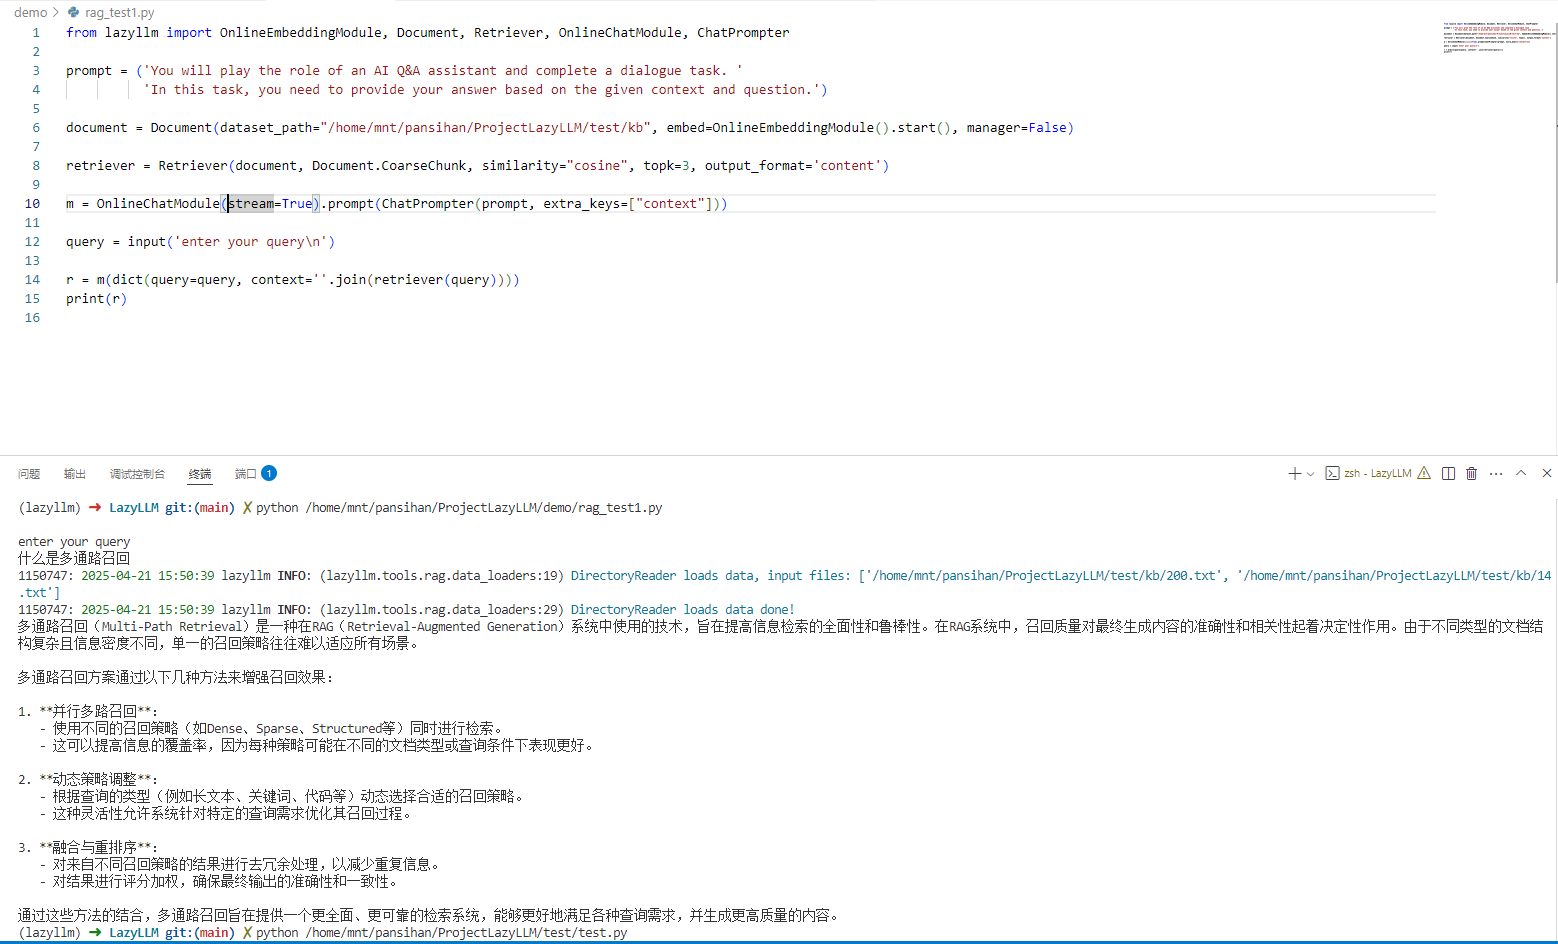 demo > rag_test1.py
1 from lazyllm import OnlineEmbeddingModule, Document, Retriever, OnlineChatModule, ChatPrompter
2
3 prompt = ('You will play the role of an AI Q&A assistant and complete a dialogue task. '
4           'In this task, you need to provide your answer based on the given context and question.')
5
6 document = Document(dataset_path="/home/mnt/pansihan/ProjectLazyLLM/test/kb", embed=OnlineEmbeddingModule().start(), manager=False)
7
8 retriever = Retriever(document, Document.CoarseChunk, similarity="cosine", topk=3, output_format='content')
9
10 m = OnlineChatModule(stream=True).prompt(ChatPrompter(prompt, extra_keys=["context"]))
11
12 query = input('enter your query\n')
13
14 r = m(dict(query=query, context=''.join(retriever(query))))
15 print(r)
16
问题 输出 调试控制台 终端 端口 1 zsh - LazyLLM
(lazyllm) ➜ LazyLLM git:(main) ✗ python /home/mnt/pansihan/ProjectLazyLLM/demo/rag_test1.py
enter your query
什么是多通路召回
1150747: 2025-04-21 15:50:39 lazyllm INFO: (lazyllm.tools.rag.data_loaders:19) DirectoryReader loads data, input files: ['/home/mnt/pansihan/ProjectLazyLLM/test/kb/200.txt', '/home/mnt/pansihan/ProjectLazyLLM/test/kb/14
.txt']
1150747: 2025-04-21 15:50:39 lazyllm INFO: (lazyllm.tools.rag.data_loaders:29) DirectoryReader loads data done!
多通路召回（Multi-Path Retrieval）是一种在RAG（Retrieval-Augmented Generation）系统中使用的技术，旨在提高信息检索的全面性和鲁棒性。在RAG系统中，召回质量对最终生成内容的准确性和相关性起着决定性作用。由于不同类型的文档结
构复杂且信息密度不同，单一的召回策略往往难以适应所有场景。
多通路召回方案通过以下几种方法来增强召回效果：
1. **并行多路召回**：
- 使用不同的召回策略（如Dense、Sparse、Structured等）同时进行检索。
- 这可以提高信息的覆盖率，因为每种策略可能在不同的文档类型或查询条件下表现更好。
2. **动态策略调整**：
- 根据查询的类型（例如长文本、关键词、代码等）动态选择合适的召回策略。
- 这种灵活性允许系统针对特定的查询需求优化其召回过程。
3. **融合与重排序**：
- 对来自不同召回策略的结果进行去冗余处理，以减少重复信息。
- 对结果进行评分加权，确保最终输出的准确性和一致性。
通过这些方法的结合，多通路召回旨在提供一个更全面、更可靠的检索系统，能够更好地满足各种查询需求，并生成更高质量的内容。
(lazyllm) ➜ LazyLLM git:(main) ✗ python /home/mnt/pansihan/ProjectLazyLLM/test/test.py